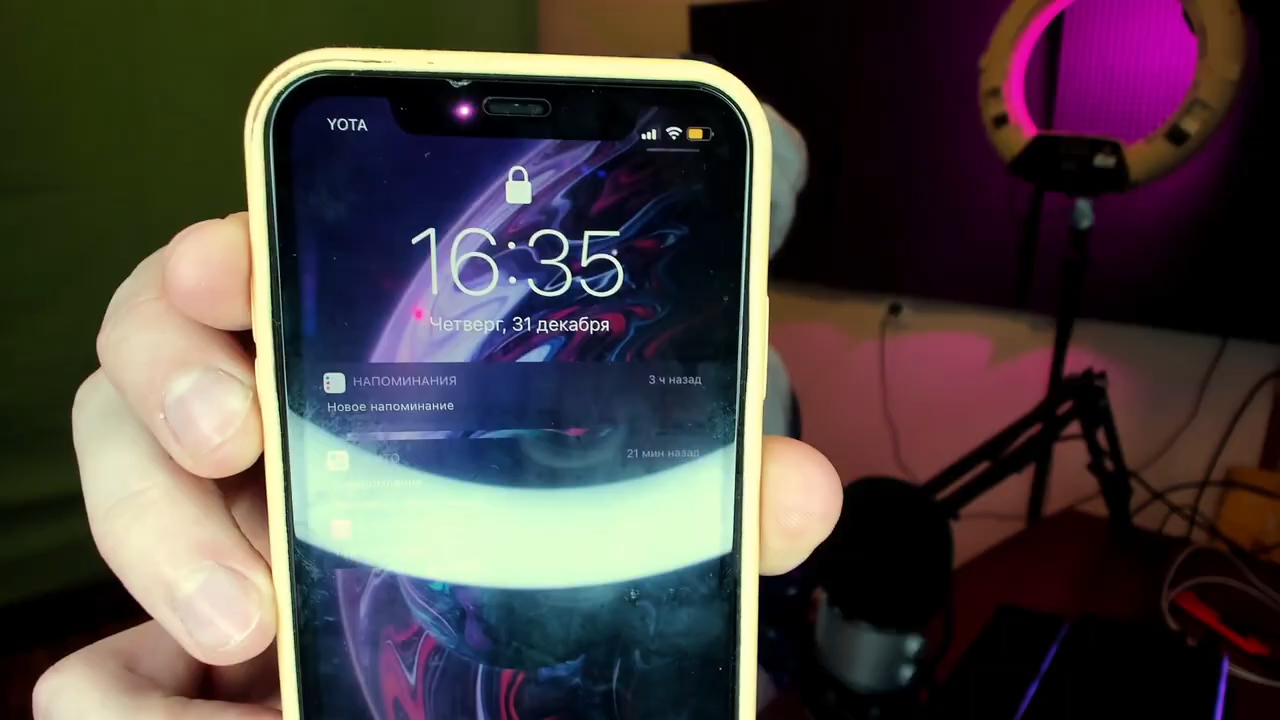 YOTA
16:35
Четверг, 31 декабря
НАПОМИНАНИЯ
3 ч назад
Новое напоминание
21 мин назад